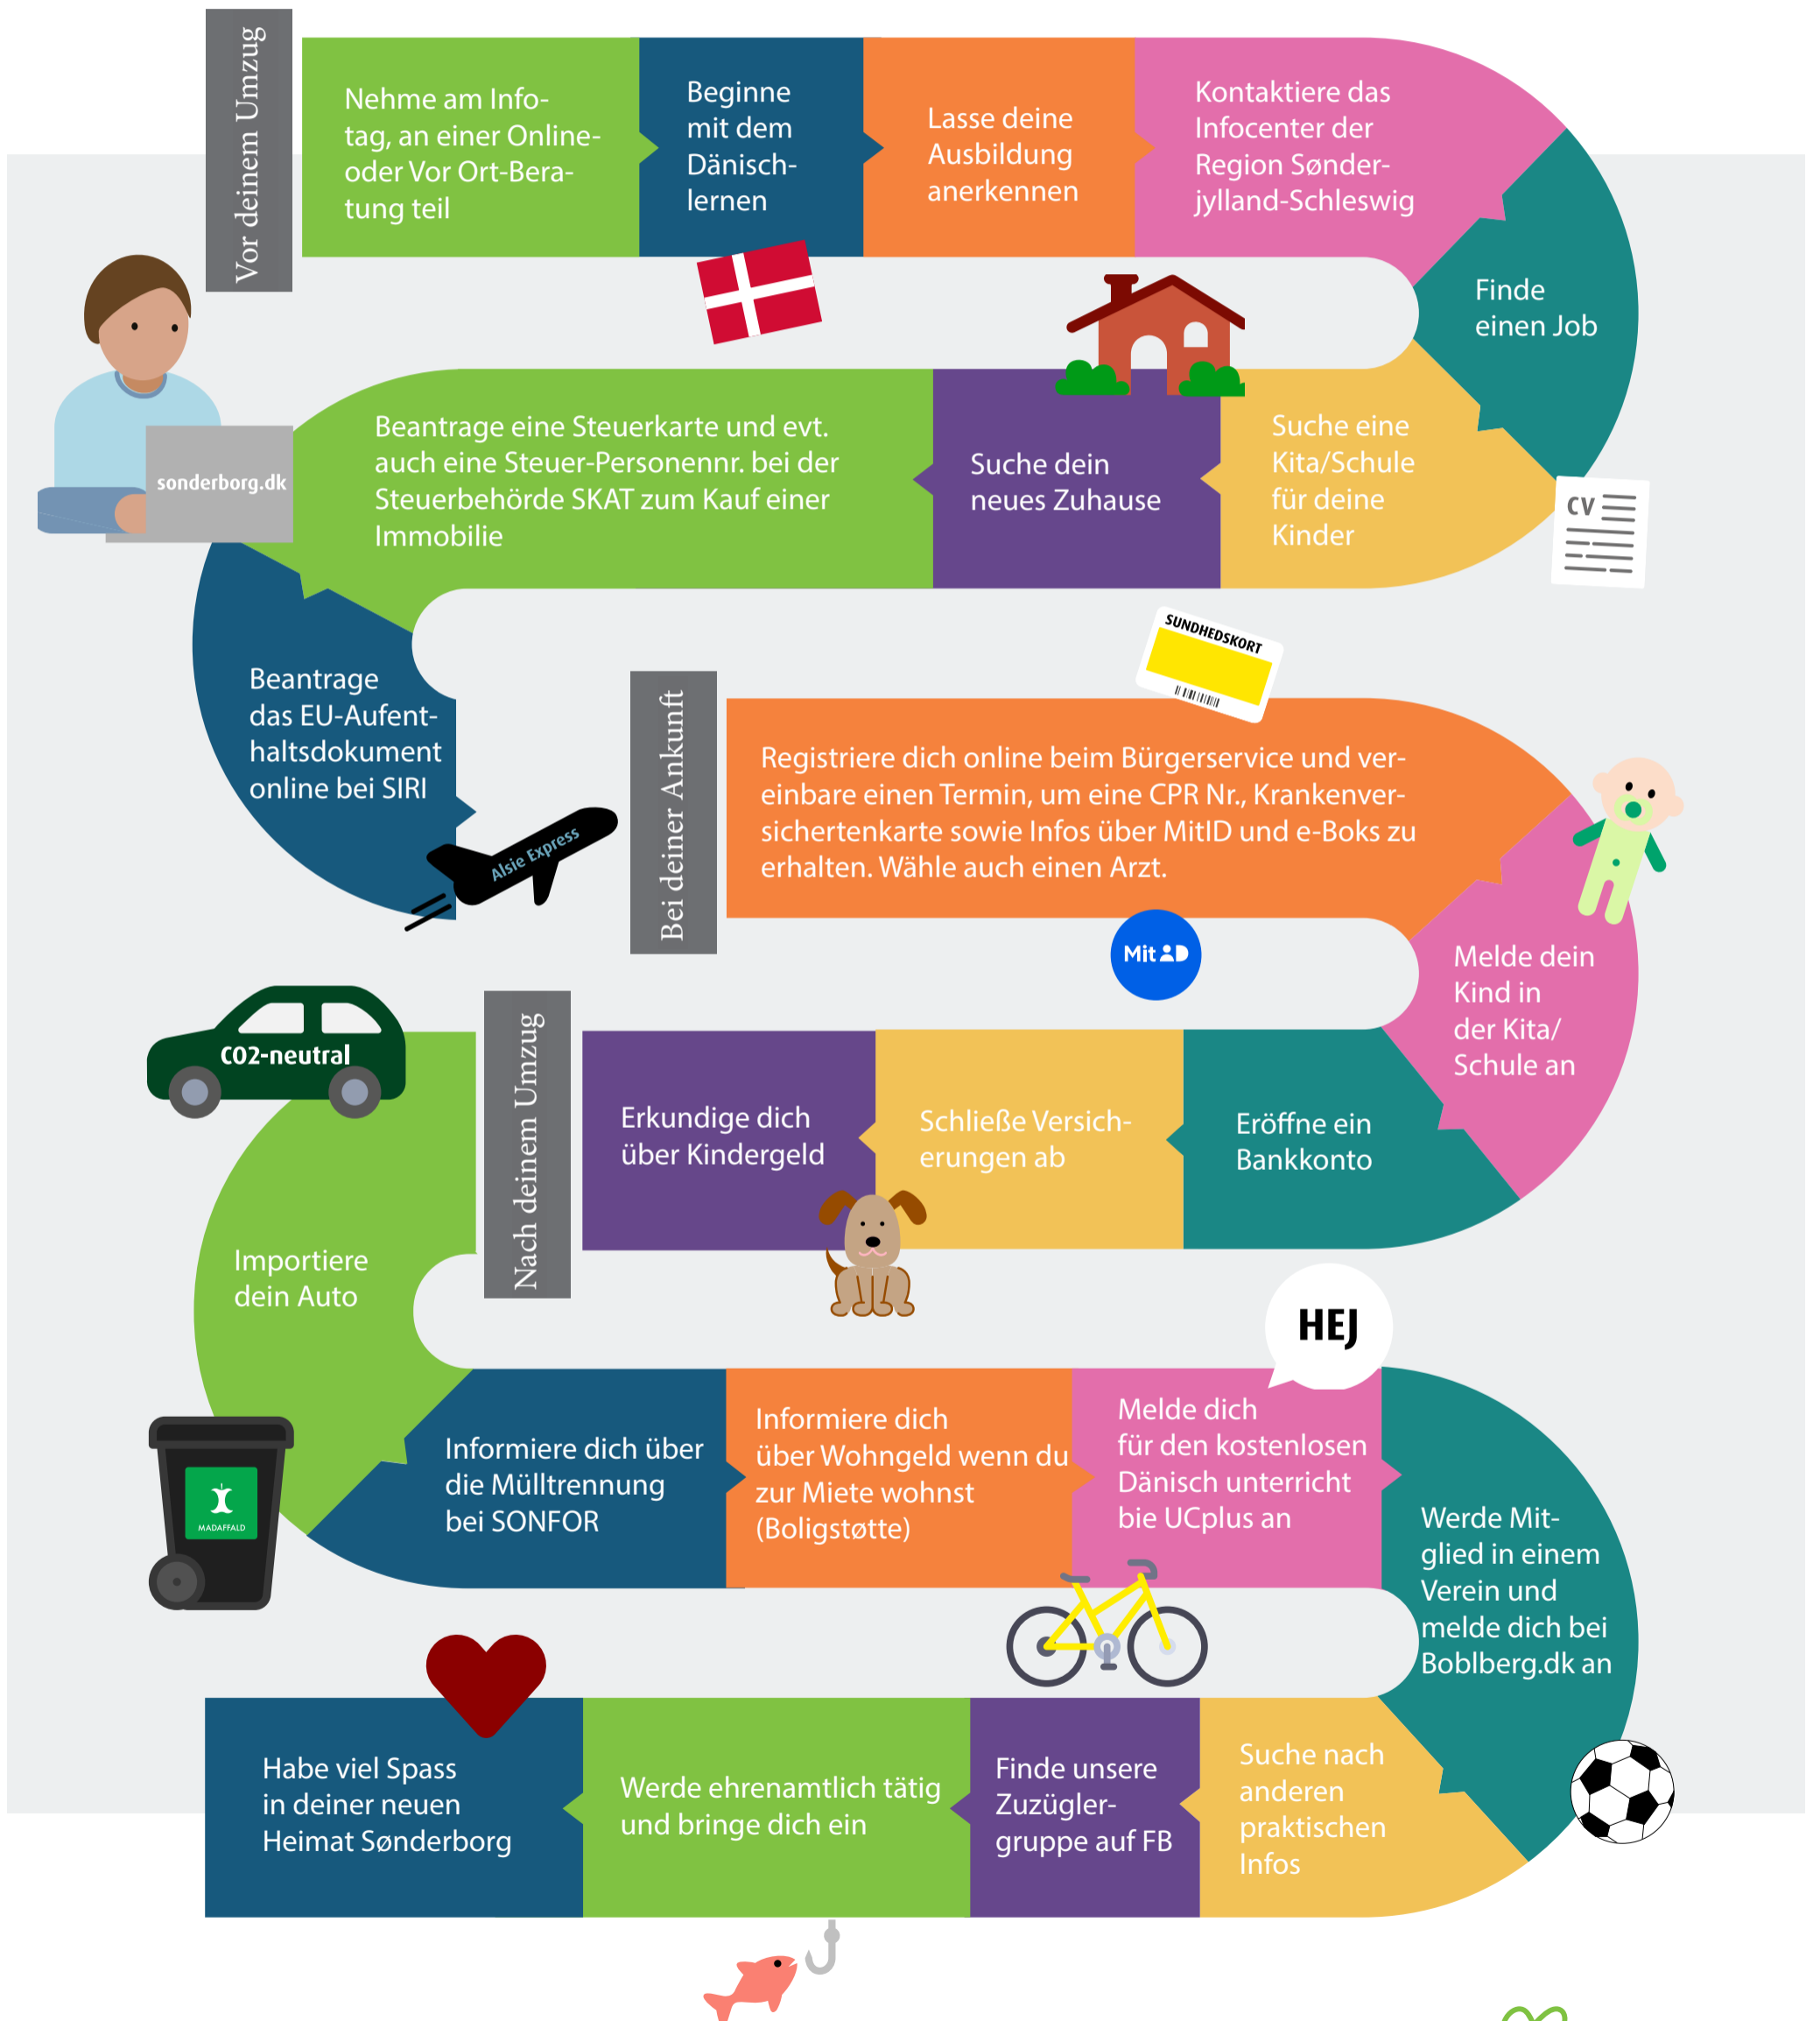 Vor deinem Umzug
Nehme am Info-
tag, an einer Online-
oder Vor Ort-Bera-
tung teil
Beginne
mit dem
Dänisch-
lernen
Lasse deine
Ausbildung
anerkennen
Kontaktiere das
Infocenter der
Region Sønder-
jylland-Schleswig
Finde
einen Job
CV
Suche eine
Kita/Schule
für deine
Kinder
Suche dein
neues Zuhause
Beantrage eine Steuerkarte und evt.
auch eine Steuer-Personennr. bei der
Steuerbehörde SKAT zum Kauf einer
Immobilie
sonderborg.dk
Beantrage
das EU-Aufent-
haltsdokument
online bei SIRI
Alsie Express
Bei deiner Ankunft
SUNDHEDSKORT
Registriere dich online beim Bürgerservice und ver-
einbare einen Termin, um eine CPR Nr., Krankenver-
sichertenkarte sowie Infos über MitID und e-Boks zu
erhalten. Wähle auch einen Arzt.
Mit ID
Melde dein
Kind in
der Kita/
Schule an
Eröffne ein
Bankkonto
Schließe Versich-
erungen ab
Erkundige dich
über Kindergeld
Nach deinem Umzug
CO2-neutral
Importiere
dein Auto
MADAFFALD
Informiere dich über
die Mülltrennung
bei SONFOR
Informiere dich
über Wohngeld wenn du
zur Miete wohnst
(Boligstøtte)
HEJ
Melde dich
für den kostenlosen
Dänisch unterricht
bie UCplus an
Werde Mit-
glied in einem
Verein und
melde dich bei
Boblberg.dk an
Suche nach
anderen
praktischen
Infos
Finde unsere
Zuzügler-
gruppe auf FB
Werde ehrenamtlich tätig
und bringe dich ein
Habe viel Spass
in deiner neuen
Heimat Sønderborg